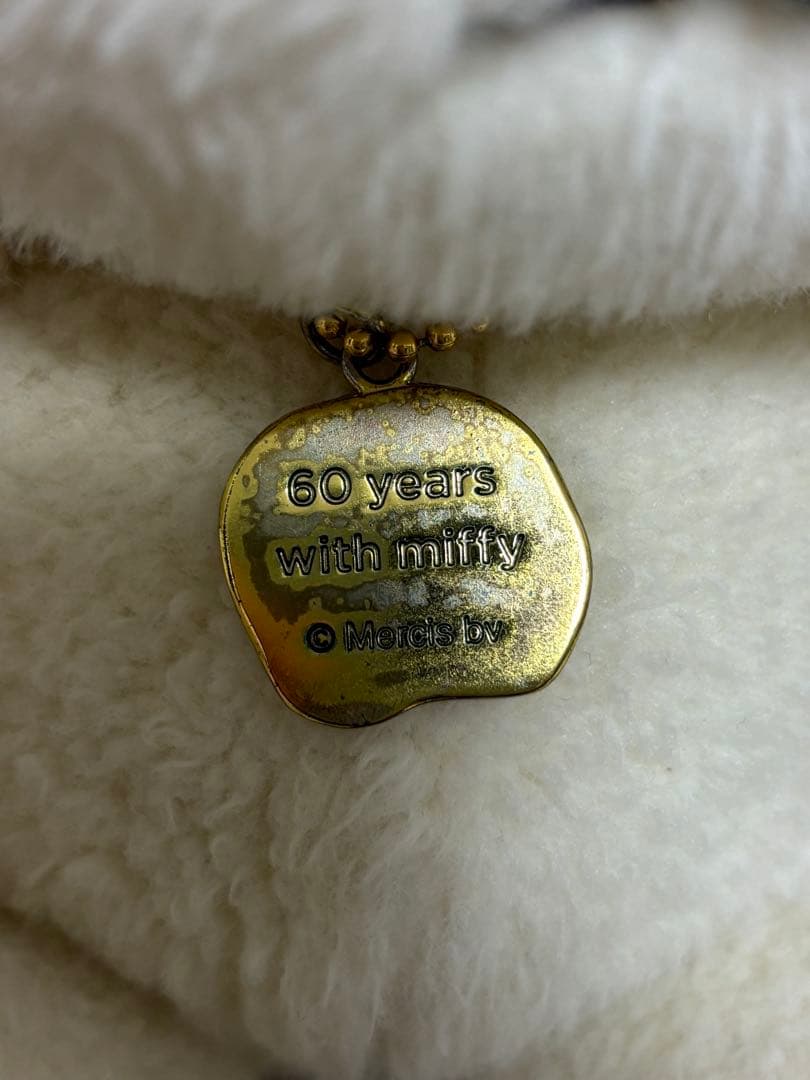 60 years
with miffy
© Mercis bv